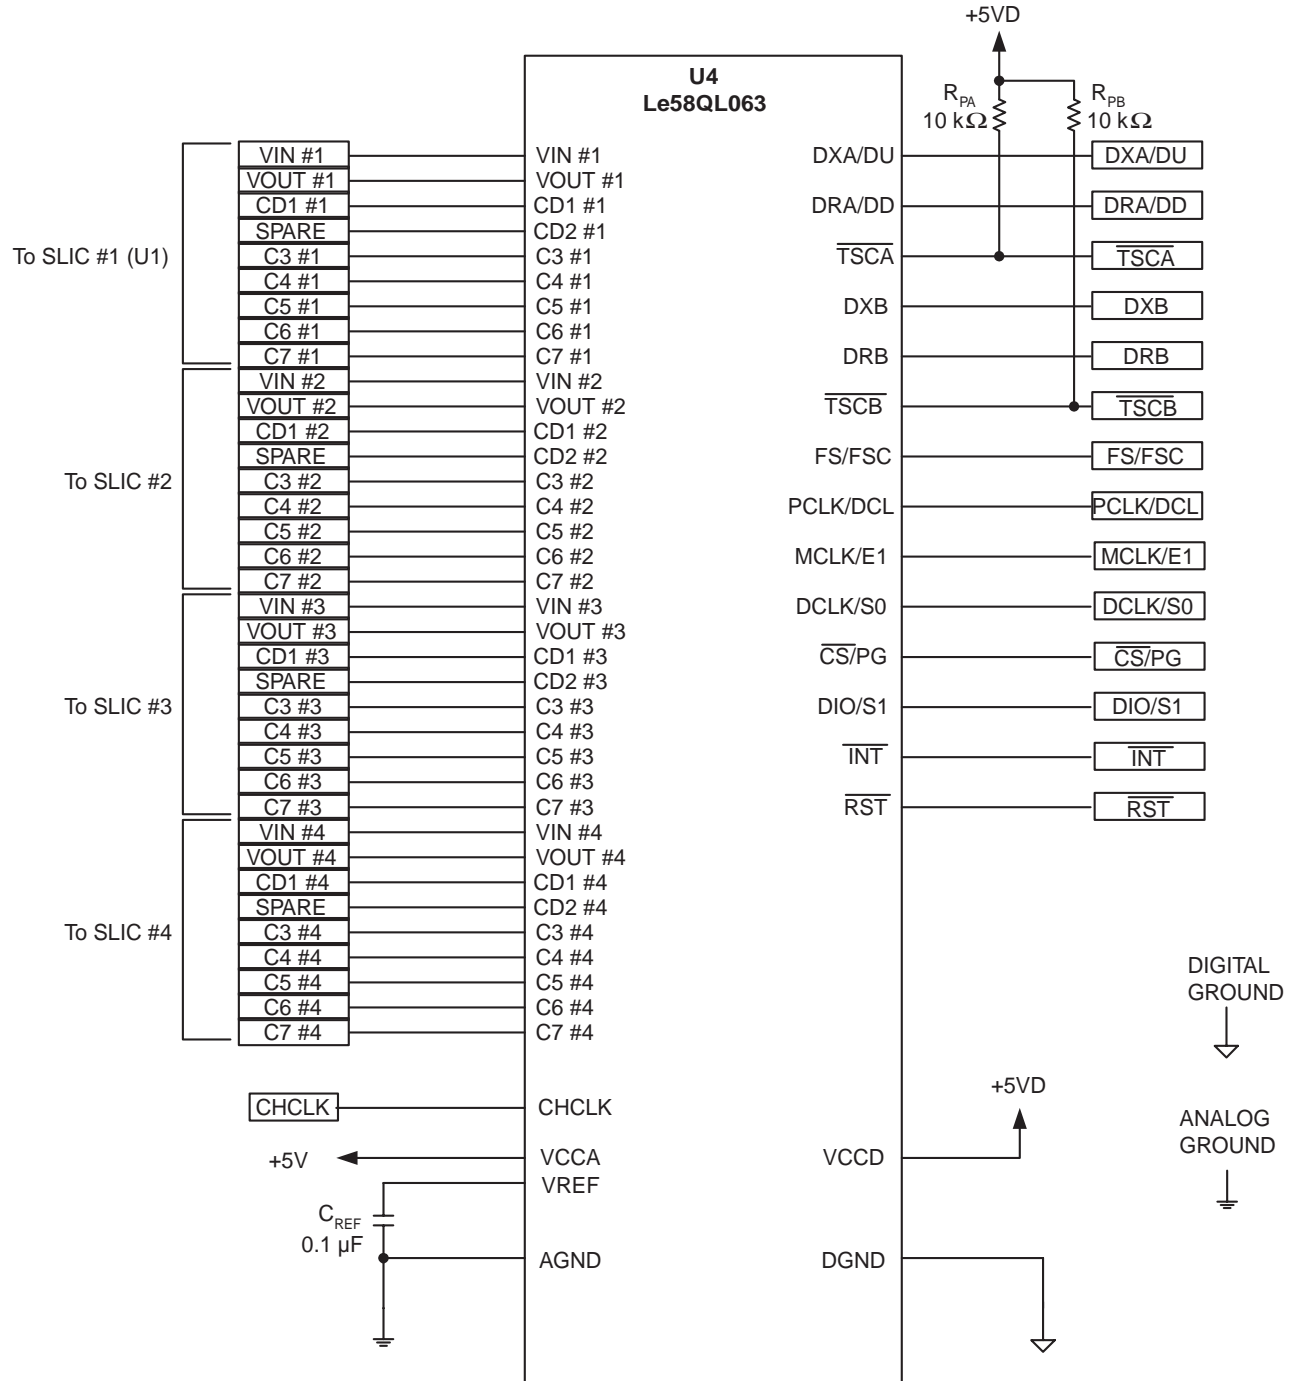 +5VD
U4
Le58QL063
RPA
10 kΩ
RPB
10 kΩ
To SLIC #1 (U1)
VIN #1
VOUT #1
CD1 #1
SPARE
C3 #1
C4 #1
C5 #1
C6 #1
C7 #1
To SLIC #2
VIN #2
VOUT #2
CD1 #2
SPARE
C3 #2
C4 #2
C5 #2
C6 #2
C7 #2
To SLIC #3
VIN #3
VOUT #3
CD1 #3
SPARE
C3 #3
C4 #3
C5 #3
C6 #3
C7 #3
To SLIC #4
VIN #4
VOUT #4
CD1 #4
SPARE
C3 #4
C4 #4
C5 #4
C6 #4
C7 #4
CHCLK
+5V
CREF
0.1 µF
VIN #1
VOUT #1
CD1 #1
CD2 #1
C3 #1
C4 #1
C5 #1
C6 #1
C7 #1
VIN #2
VOUT #2
CD1 #2
CD2 #2
C3 #2
C4 #2
C5 #2
C6 #2
C7 #2
VIN #3
VOUT #3
CD1 #3
CD2 #3
C3 #3
C4 #3
C5 #3
C6 #3
C7 #3
VIN #4
VOUT #4
CD1 #4
CD2 #4
C3 #4
C4 #4
C5 #4
C6 #4
C7 #4
CHCLK
VCCA
VREF
AGND
DXA/DU
DRA/DD
TSCA
DXB
DRB
TSCB
FS/FSC
PCLK/DCL
MCLK/E1
DCLK/S0
CS/PG
DIO/S1
INT
RST
VCCD
DGND
DXA/DU
DRA/DD
TSCA
DXB
DRB
TSCB
FS/FSC
PCLK/DCL
MCLK/E1
DCLK/S0
CS/PG
DIO/S1
INT
RST
+5VD
DIGITAL
GROUND
ANALOG
GROUND